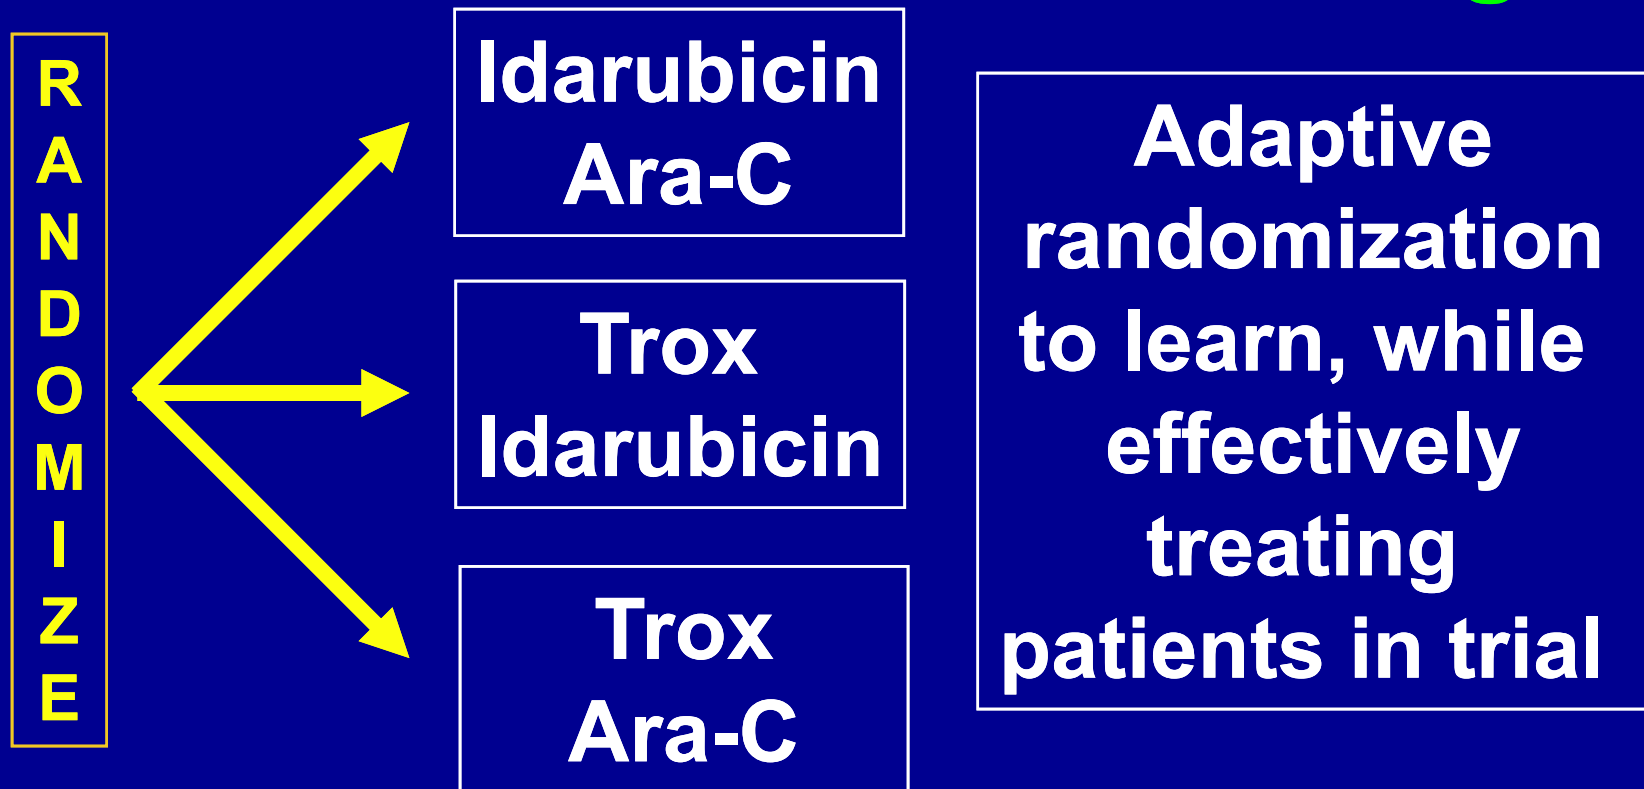 R
A
N
D
O
M
I
Z
E
Idarubicin
Ara-C
Trox
Idarubicin
Trox
Ara-C
Adaptive
randomization
to learn, while
effectively
treating
patients in trial